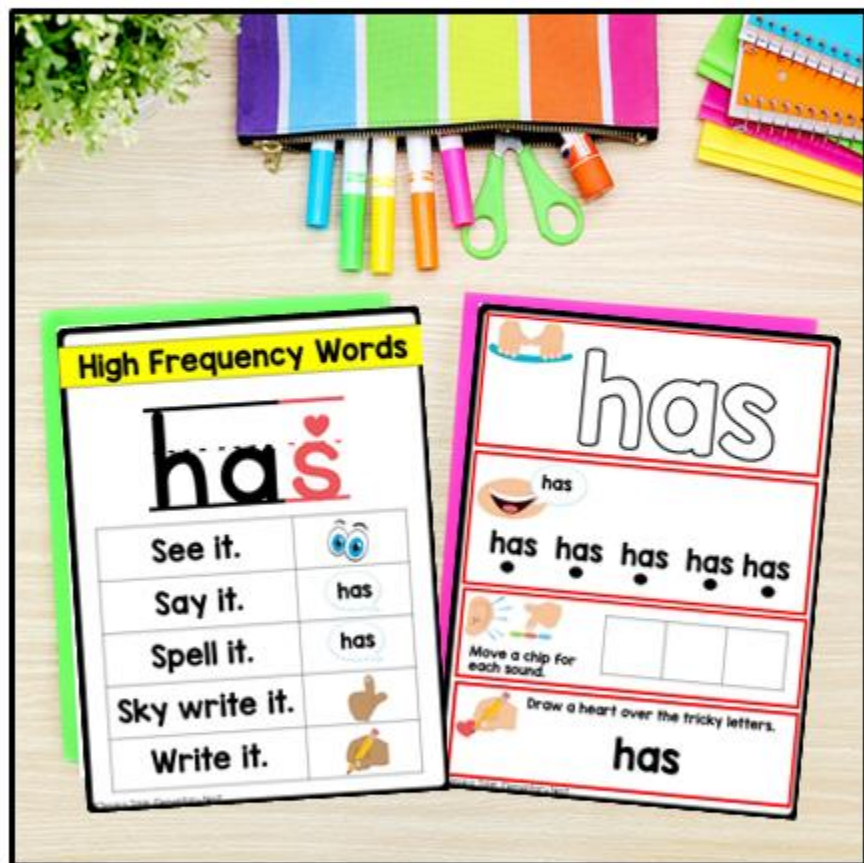 High Frequency Words
has
See it.
Say it.
has
Spell it.
has
Sky write it.
Write it.
has
has
has has has has has
Move a chip for
each sound.
Draw a heart over the tricky letters.
has